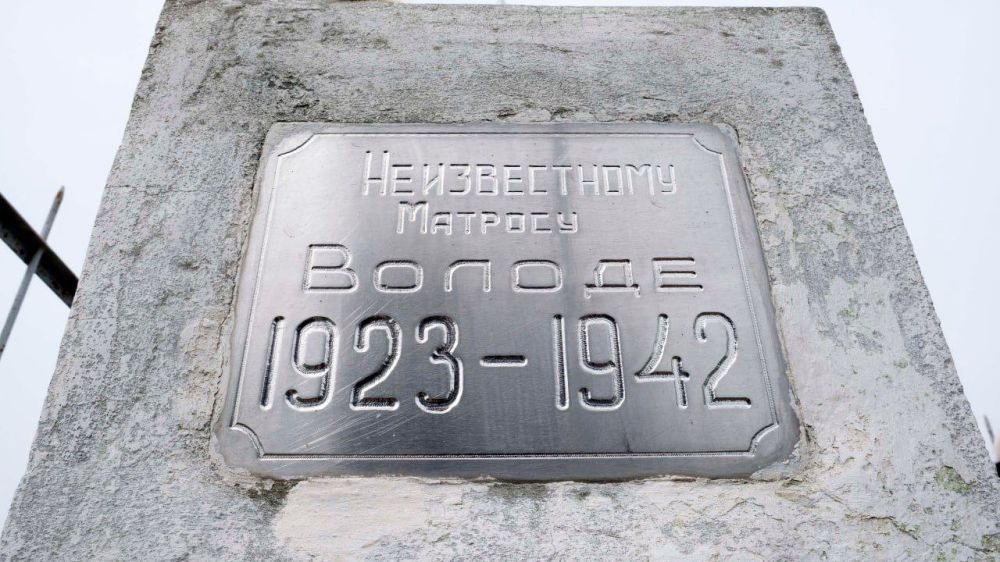 Неизвестному
Матросу
Володе
1923-1942